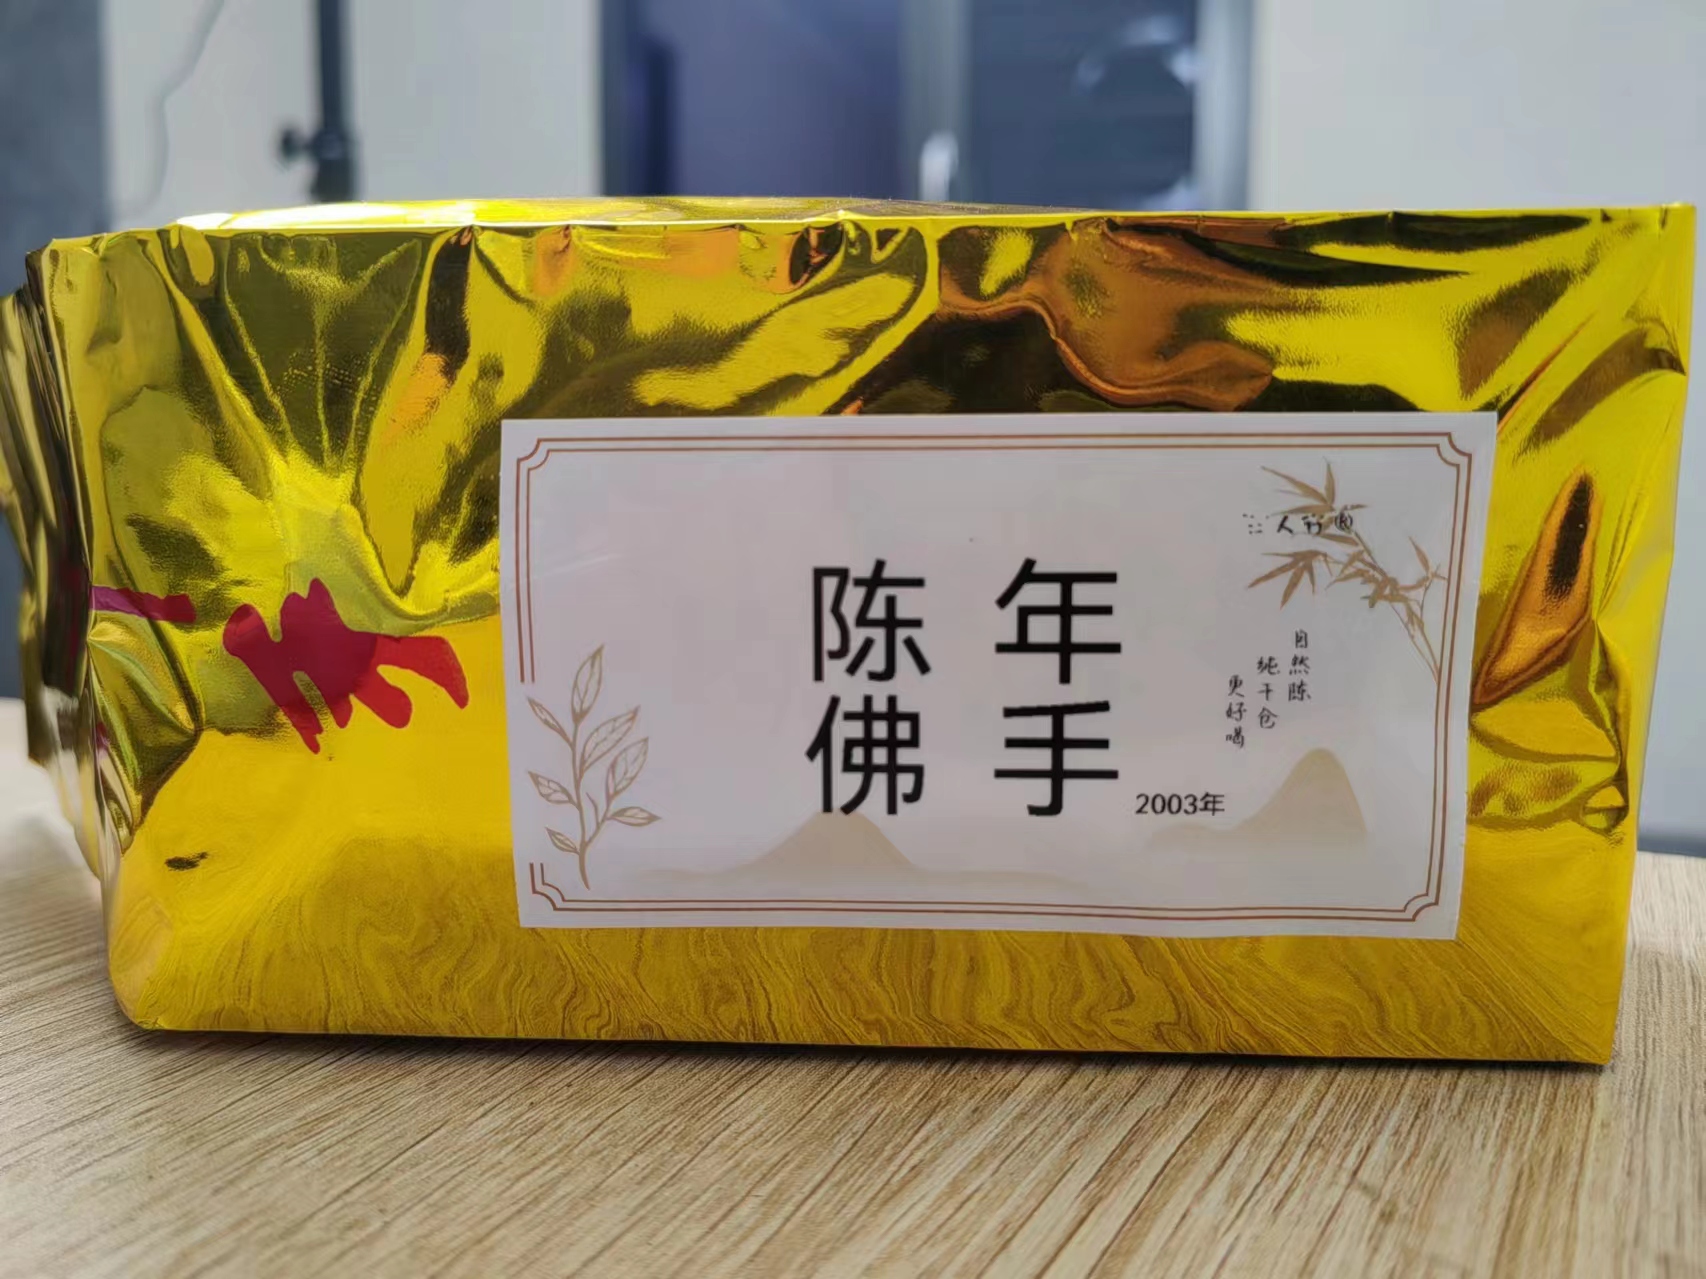 陈年
佛手
2003年
自然陈
纯干仓
更好喝